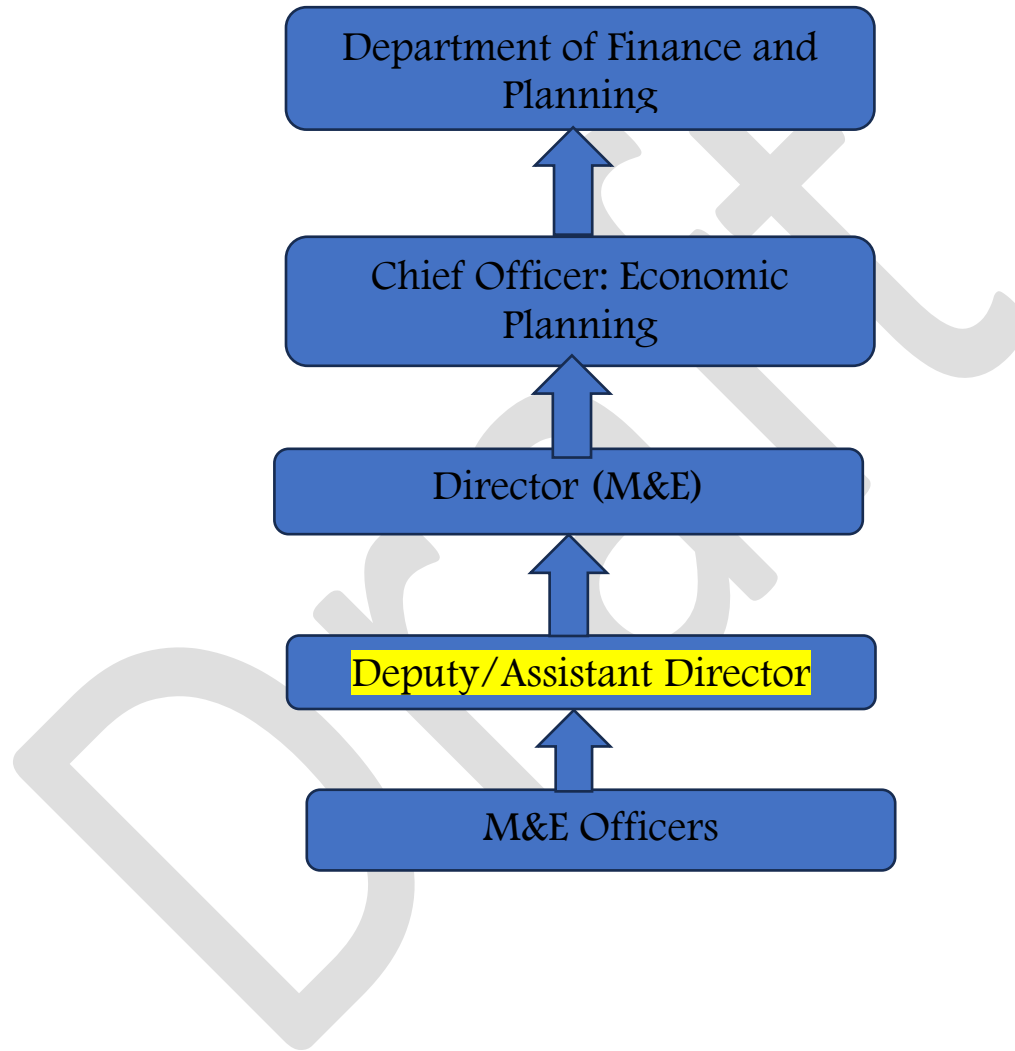 Department of Finance and
Planning
Chief Officer: Economic
Planning
Director (M&E)
Deputy/Assistant Director
M&E Officers
Draft